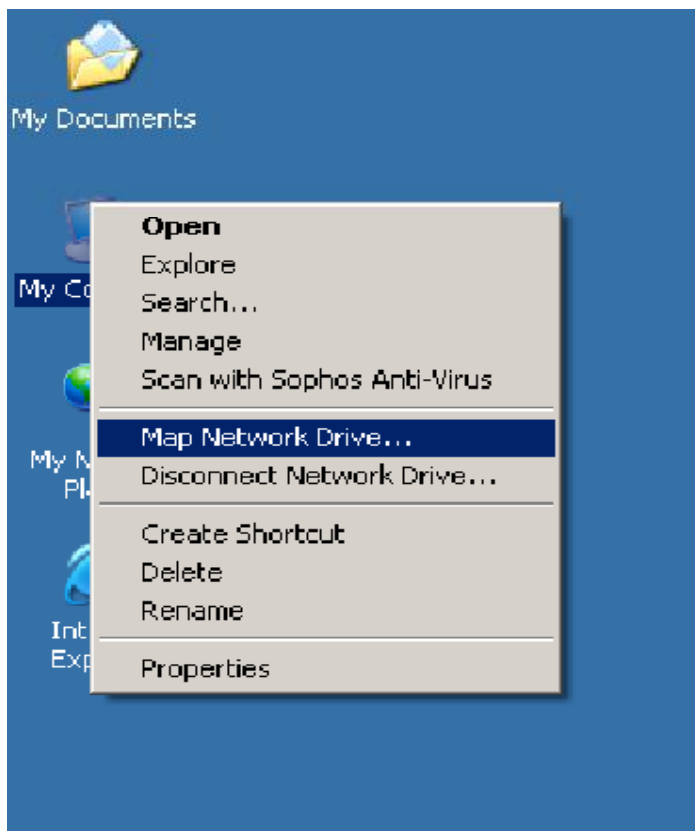 My Documents
Open
Explore
My Co
Search...
Manage
Scan with Sophos Anti-Virus
Map Network Drive...
My N
Disconnect Network Drive...
Pl
Create Shortcut
Delete
Rename
Int
Exp
Properties